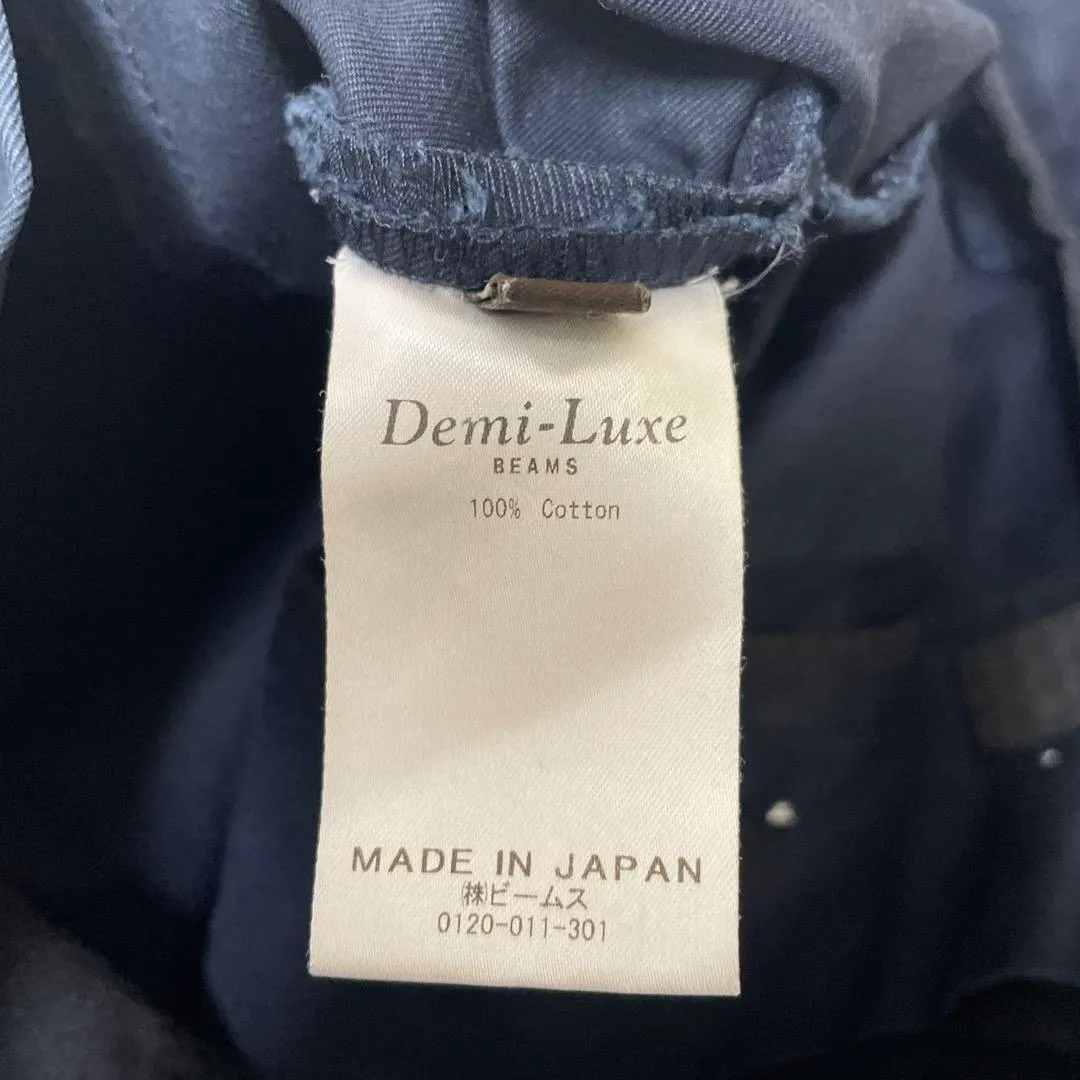 Demi-Luxe
BEAMS
100% Cotton
MADE IN JAPAN
㈱ビームス
0120-011-301